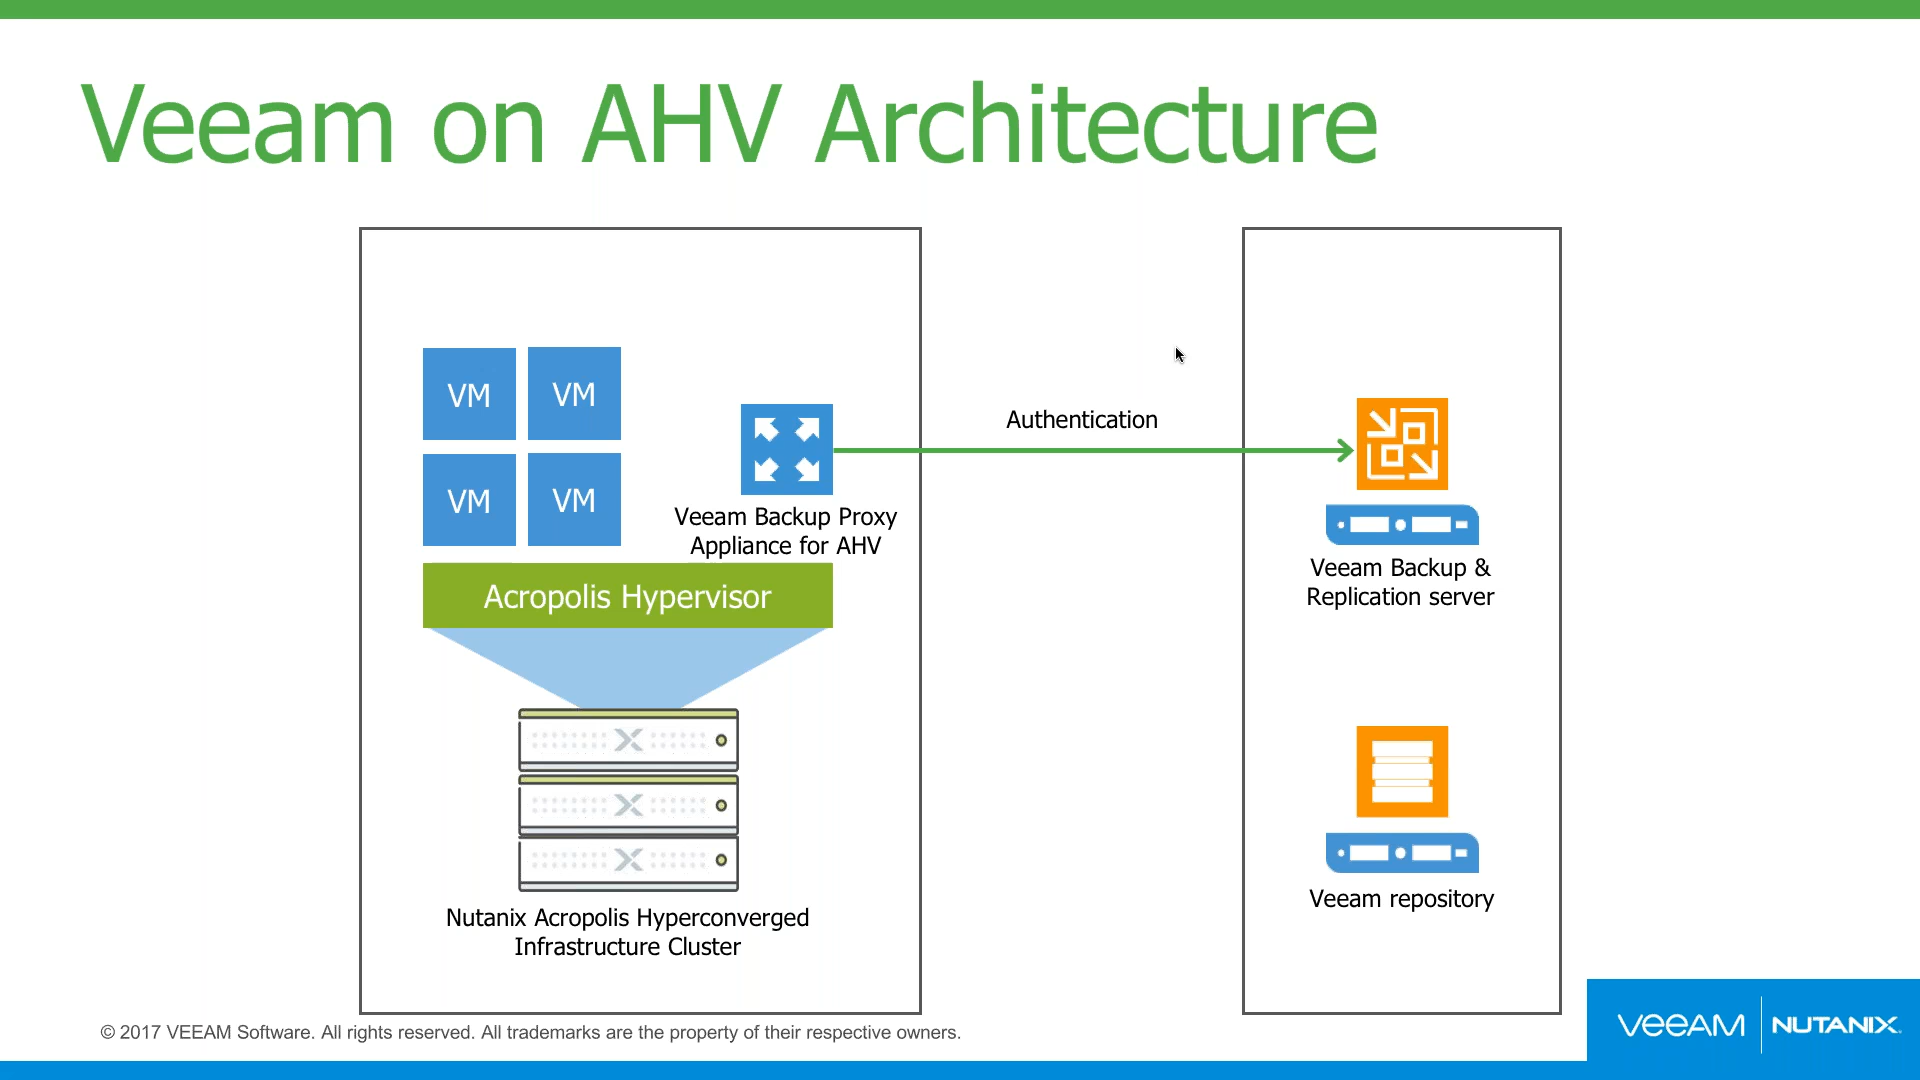 Veeam on AHV Architecture
VM
VM
VM
VM
Veeam Backup Proxy
Appliance for AHV
Acropolis Hypervisor
Nutanix Acropolis Hyperconverged
Infrastructure Cluster
Authentication
Veeam Backup &
Replication server
Veeam repository
© 2017 VEEAM Software. All rights reserved. All trademarks are the property of their respective owners.
VEEAM
NUTANIX